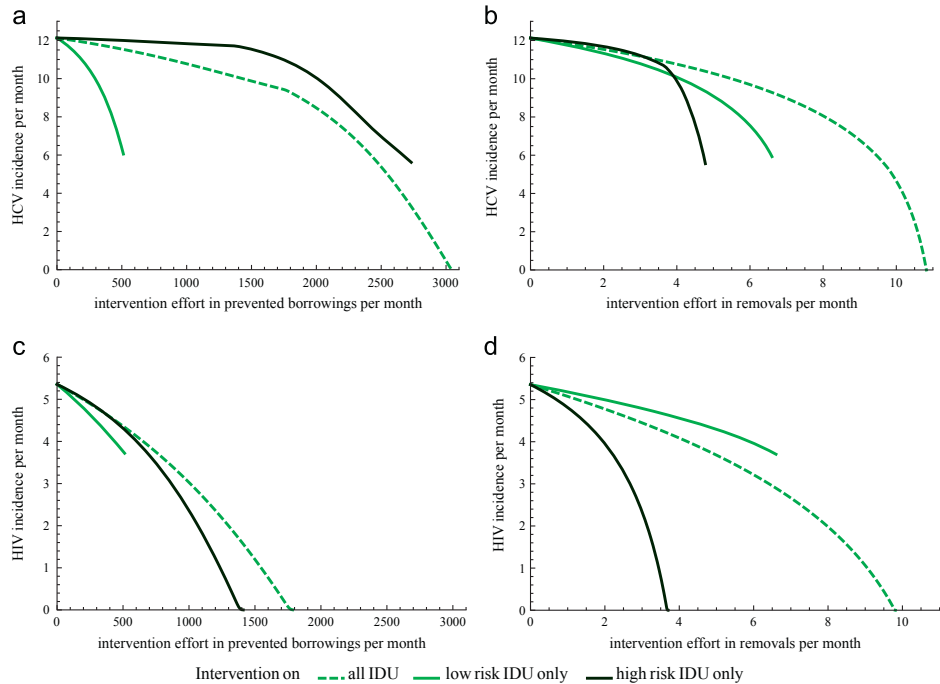 a
HCV incidence per month
12
10
8
6
4
2
0
0 500 1000 1500 2000 2500 3000
intervention effort in prevented borrowings per month
b
HCV incidence per month
12
10
8
6
4
2
0
0 2 4 6 8 10
intervention effort in removals per month
c
HIV incidence per month
6
5
4
3
2
1
0
0 500 1000 1500 2000 2500 3000
intervention effort in prevented borrowings per month
d
HIV incidence per month
6
5
4
3
2
1
0
0 2 4 6 8 10
intervention effort in removals per month
Intervention on all IDU low risk IDU only high risk IDU only